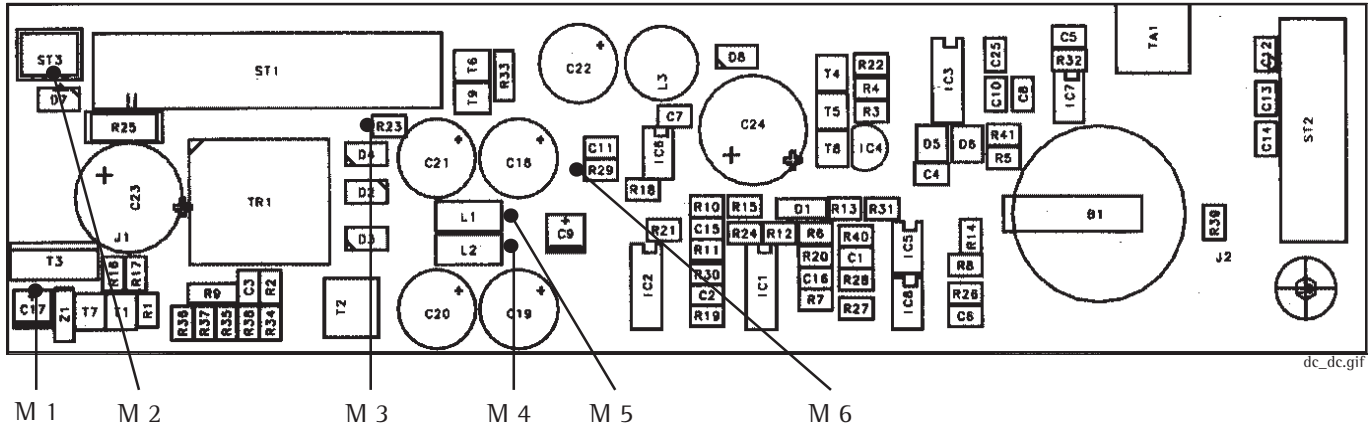 ST3
D7
R25
C23
J1
T3
R16
R17
C17
Z1
T7
T1
R1
ST1
TR1
R9
C3
R2
R36
R37
R35
R38
R34
T6
T9
R33
R23
D4
D2
D3
T2
C21
C18
L1
L2
C20
C19
C22
L3
C11
R29
C9
D8
C7
IC6
R18
R21
IC2
C24
R10
C15
R11
R30
C2
R19
R15
R24
R12
IC1
D1
R6
R20
C16
R7
T4
T5
T8
R22
R4
R3
IC4
R13
R31
R40
C1
R28
R27
IC5
IC8
IC3
C25
C10
C8
D5
D6
C4
R41
R5
C5
R32
IC7
TA1
R14
R8
R26
C6
B1
R39
J2
C12
C13
C14
ST2
dc_dc.gif
M 1 M 2 M 3 M 4 M 5 M 6